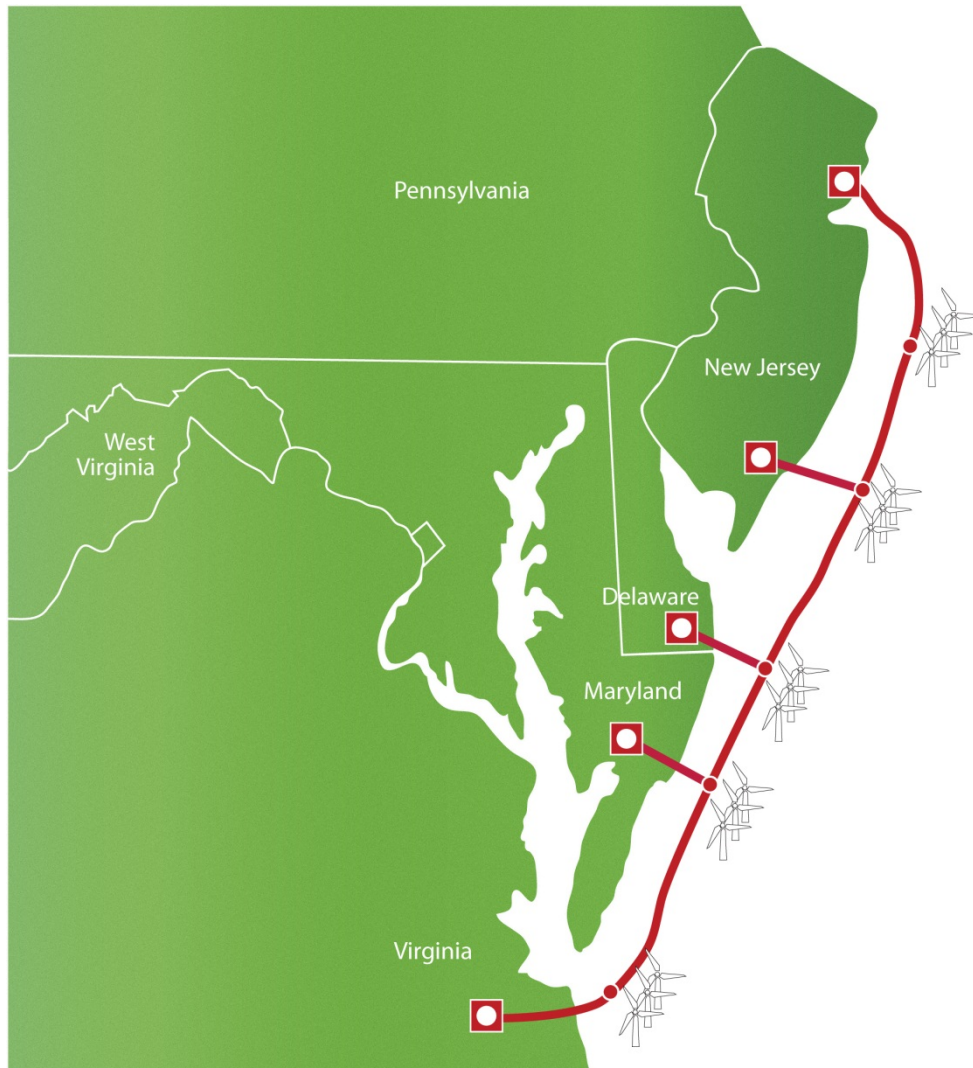 Pennsylvania
New Jersey
West
Virginia
Delaware
Maryland
Virginia